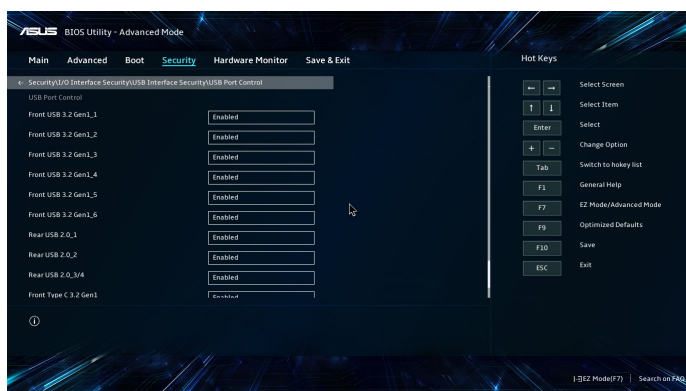 ASUS BIOS Utility - Advanced Mode
Main Advanced Boot Security Hardware Monitor Save & Exit
Hot Keys
← Security\I/O Interface Security\USB Interface Security\USB Port Control
USB Port Control
Front USB 3.2 Gen1_1 Enabled
Front USB 3.2 Gen1_2 Enabled
Front USB 3.2 Gen1_3 Enabled
Front USB 3.2 Gen1_4 Enabled
Front USB 3.2 Gen1_5 Enabled
Front USB 3.2 Gen1_6 Enabled
Rear USB 2.0_1 Enabled
Rear USB 2.0_2 Enabled
Rear USB 2.0_3/4 Enabled
Front Type C 3.2 Gen1 Enabled
← → Select Screen
↑ ↓ Select Item
Enter Select
+ − Change Option
Tab Switch to hokey list
F1 General Help
F7 EZ Mode/Advanced Mode
F9 Optimized Defaults
F10 Save
ESC Exit
EZ Mode(F7) | Search on FAQ